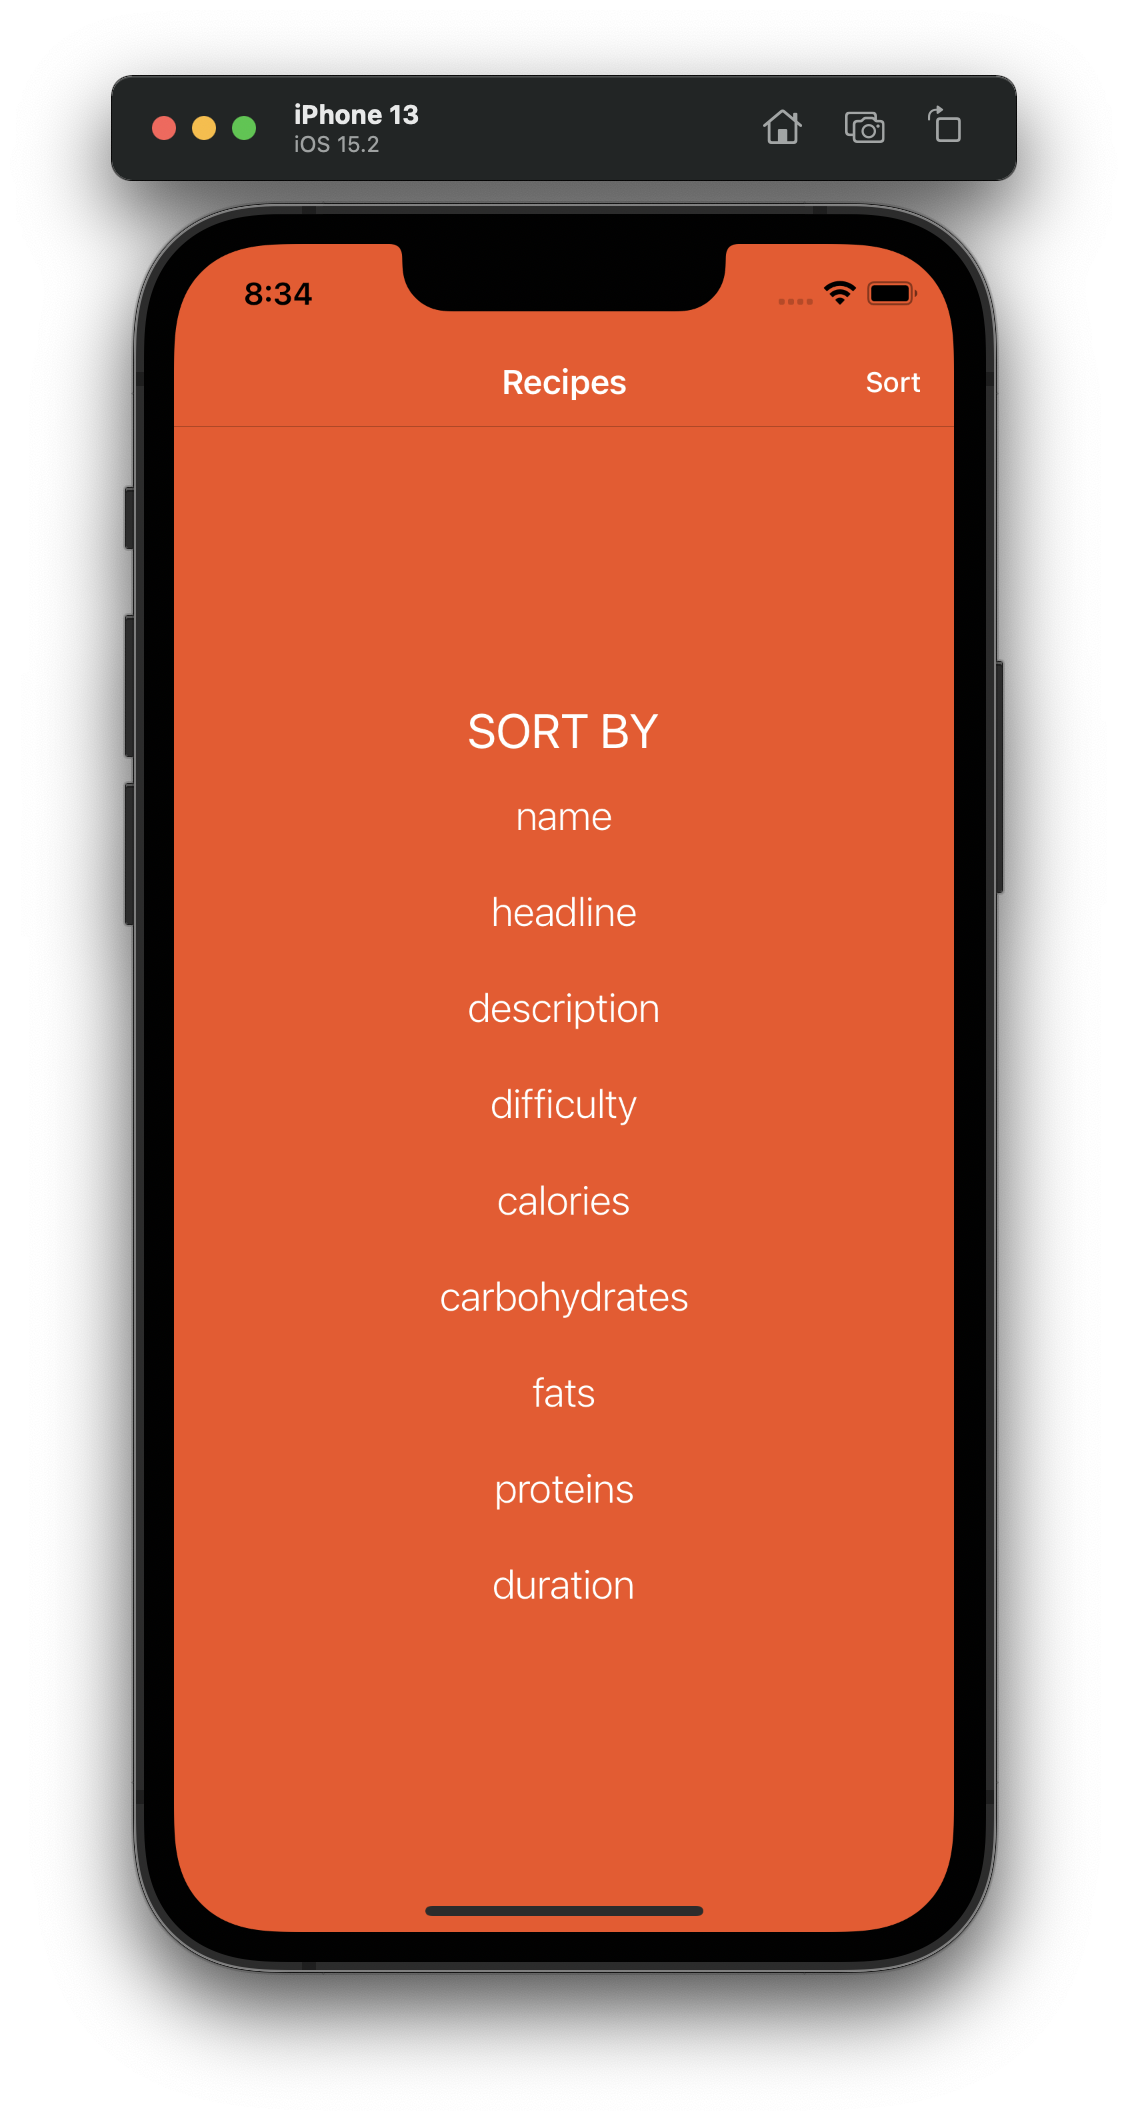 iPhone 13
iOS 15.2
8:34
Recipes
Sort
SORT BY
name
headline
description
difficulty
calories
carbohydrates
fats
proteins
duration